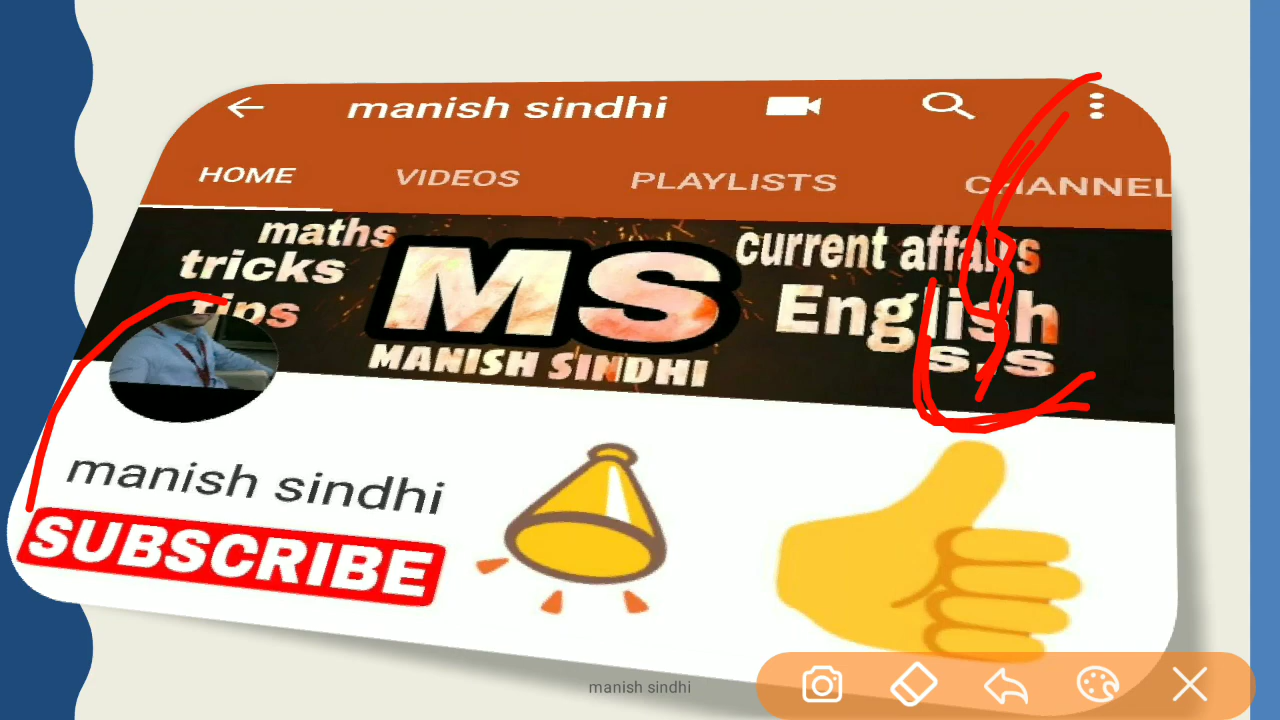 manish sindhi
HOME VIDEOS PLAYLISTS CHANNEL
maths
tricks
tips
MS
MANISH SINDHI
current affairs
English
s.s
manish sindhi
SUBSCRIBE
manish sindhi